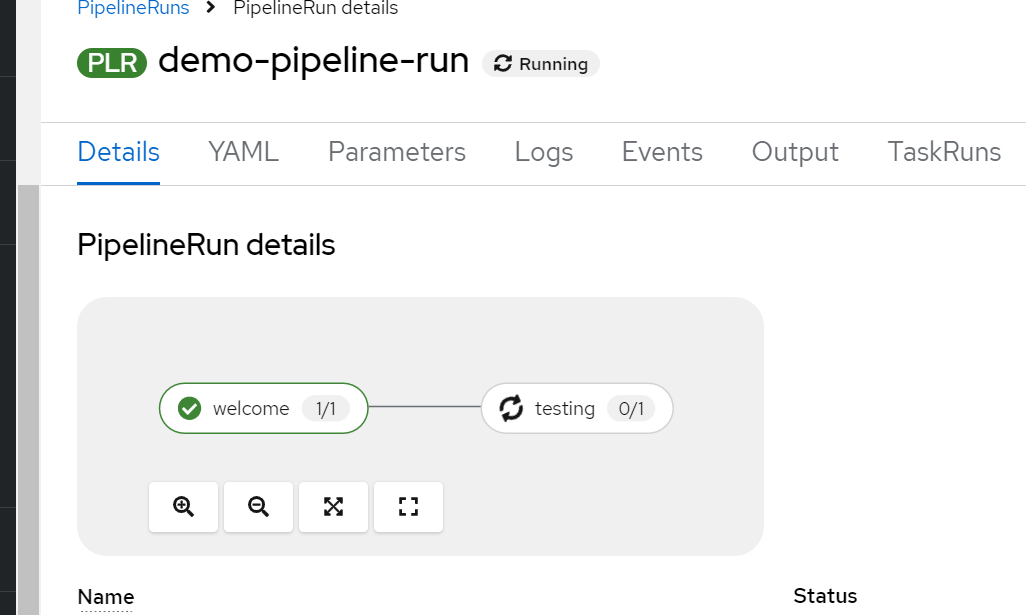 PipelineRuns > PipelineRun details
PLR demo-pipeline-run Running
Details YAML Parameters Logs Events Output TaskRuns
PipelineRun details
welcome 1/1 testing 0/1
Name Status